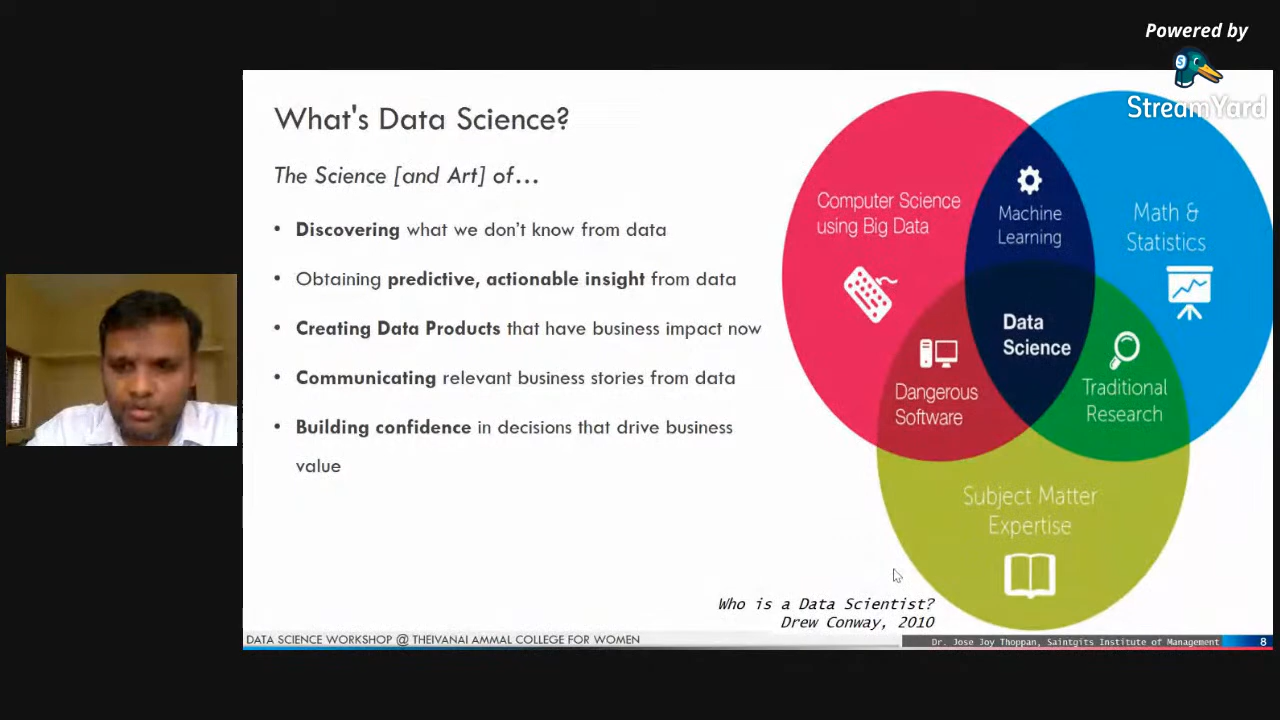 Powered by
StreamYard
What's Data Science?
The Science [and Art] of...
• Discovering what we don't know from data
• Obtaining predictive, actionable insight from data
• Creating Data Products that have business impact now
• Communicating relevant business stories from data
• Building confidence in decisions that drive business
value
Computer Science
using Big Data
Machine
Learning
Math &
Statistics
Data
Science
Dangerous
Software
Traditional
Research
Subject Matter
Expertise
Who is a Data Scientist?
Drew Conway, 2010
DATA SCIENCE WORKSHOP @ THEIVANAI AMMAL COLLEGE FOR WOMEN
Dr. Jose Joy Thoppan, Saintgits Institute of Management
8